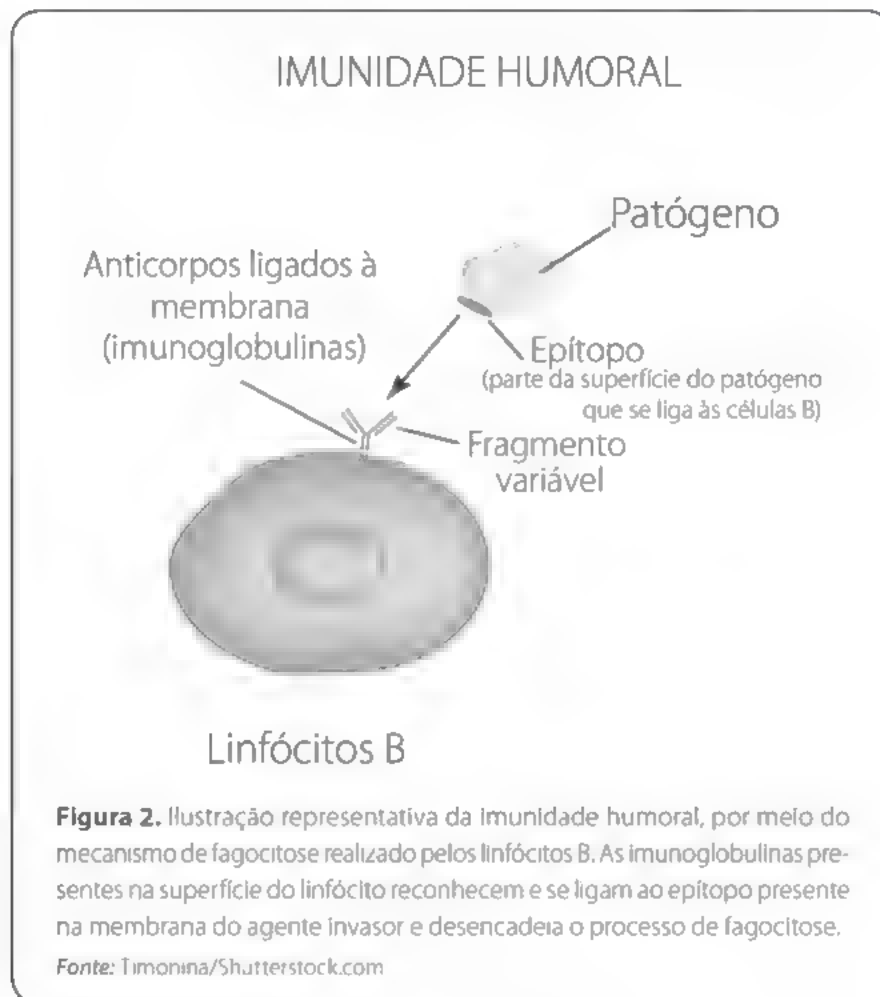 IMUNIDADE HUMORAL
Patógeno
Anticorpos ligados à
membrana
(imunoglobulinas)
Epítopo
(parte da superfície do patógeno
que se liga às células B)
Fragmento
variável
Linfócitos B
Figura 2. Ilustração representativa da imunidade humoral, por meio do
mecanismo de fagocitose realizado pelos linfócitos B. As imunoglobulinas pre-
sentes na superfície do linfócito reconhecem e se ligam ao epítopo presente
na membrana do agente invasor e desencadeia o processo de fagocitose.
Fonte: Timonina/Shutterstock.com